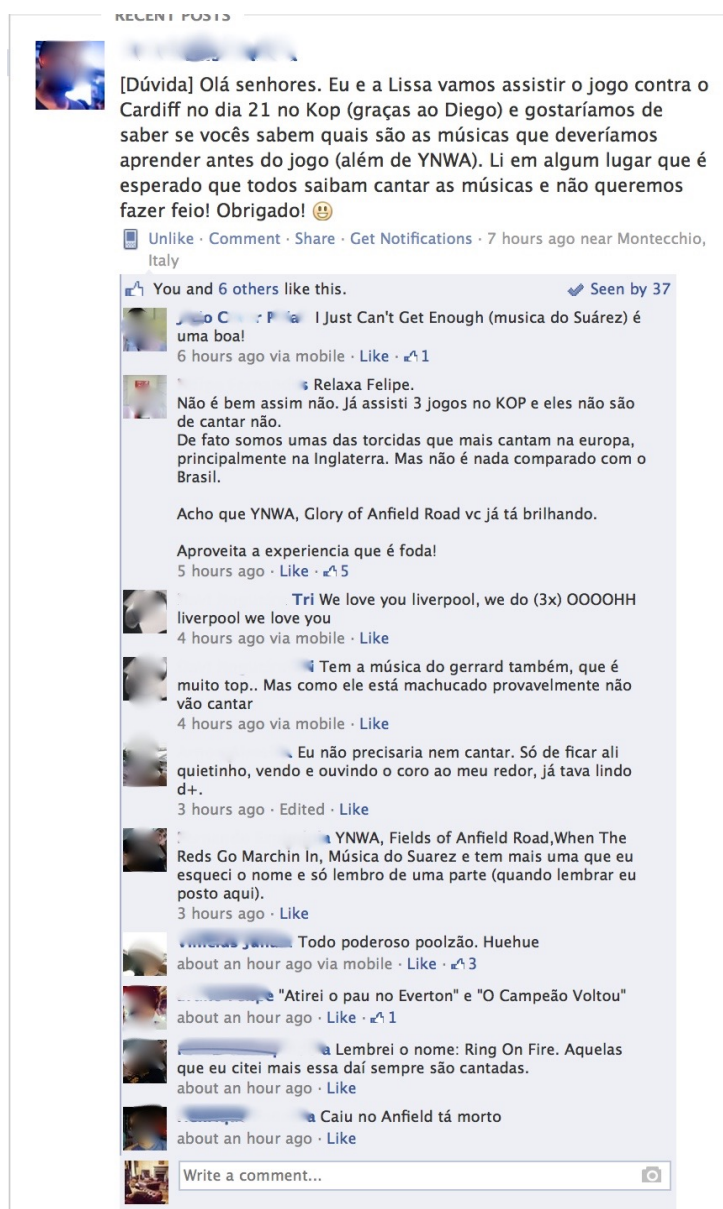 RECENT POSTS
[Dúvida] Olá senhores. Eu e a Lissa vamos assistir o jogo contra o
Cardiff no dia 21 no Kop (graças ao Diego) e gostaríamos de
saber se vocês sabem quais são as músicas que deveríamos
aprender antes do jogo (além de YNWA). Li em algum lugar que é
esperado que todos saibam cantar as músicas e não queremos
fazer feio! Obrigado! 😃
Unlike · Comment · Share · Get Notifications · 7 hours ago near Montecchio,
Italy
You and 6 others like this.
Seen by 37
I Just Can't Get Enough (musica do Suárez) é
uma boa!
6 hours ago via mobile · Like · 1
Relaxa Felipe.
Não é bem assim não. Já assisti 3 jogos no KOP e eles não são
de cantar não.
De fato somos umas das torcidas que mais cantam na europa,
principalmente na Inglaterra. Mas não é nada comparado com o
Brasil.
Acho que YNWA, Glory of Anfield Road vc já tá brilhando.
Aproveita a experiencia que é foda!
5 hours ago · Like · 5
Tri We love you liverpool, we do (3x) OOOOHH
liverpool we love you
4 hours ago via mobile · Like
Tem a música do gerrard também, que é
muito top.. Mas como ele está machucado provavelmente não
vão cantar
4 hours ago via mobile · Like
Eu não precisaria nem cantar. Só de ficar ali
quietinho, vendo e ouvindo o coro ao meu redor, já tava lindo
d+.
3 hours ago · Edited · Like
YNWA, Fields of Anfield Road,When The
Reds Go Marchin In, Música do Suarez e tem mais uma que eu
esqueci o nome e só lembro de uma parte (quando lembrar eu
posto aqui).
3 hours ago · Like
Todo poderoso poolzão. Huehue
about an hour ago via mobile · Like · 3
"Atirei o pau no Everton" e "O Campeão Voltou"
about an hour ago · Like · 1
Lembrei o nome: Ring On Fire. Aquelas
que eu citei mais essa daí sempre são cantadas.
about an hour ago · Like
Caiu no Anfield tá morto
about an hour ago · Like
Write a comment...